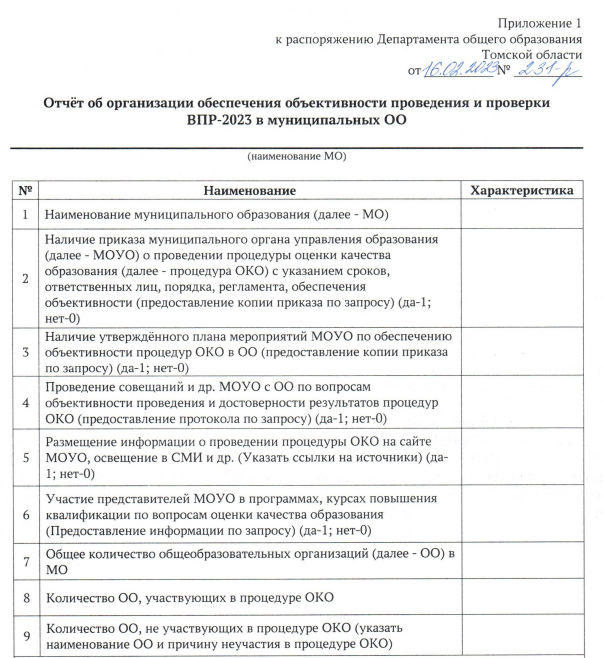 Приложение 1
к распоряжению Департамента общего образования
Томской области
от 16.02.2023 № 231-р
Отчёт об организации обеспечения объективности проведения и проверки
ВПР-2023 в муниципальных ОО
(наименование МО)
№ Наименование Характеристика
1 Наименование муниципального образования (далее - МО)
Наличие приказа муниципального органа управления образования
(далее - МОУО) о проведении процедуры оценки качества
образования (далее - процедура ОКО) с указанием сроков,
2 ответственных лиц, порядка, регламента, обеспечения
объективности (предоставление копии приказа по запросу) (да-1;
нет-0)
Наличие утверждённого плана мероприятий МОУО по обеспечению
3 объективности процедур ОКО в ОО (предоставление копии приказа
по запросу) (да-1; нет-0)
Проведение совещаний и др. МОУО с ОО по вопросам
4 объективности проведения и достоверности результатов процедур
ОКО (предоставление протокола по запросу) (да-1; нет-0)
Размещение информации о проведении процедуры ОКО на сайте
5 МОУО, освещение в СМИ и др. (Указать ссылки на источники) (да-
1; нет-0)
Участие представителей МОУО в программах, курсах повышения
6 квалификации по вопросам оценки качества образования
(Предоставление информации по запросу) (да-1; нет-0)
7 Общее количество общеобразовательных организаций (далее - ОО) в
МО
8 Количество ОО, участвующих в процедуре ОКО
9 Количество ОО, не участвующих в процедуре ОКО (указать
наименование ОО и причину неучастия в процедуре ОКО)